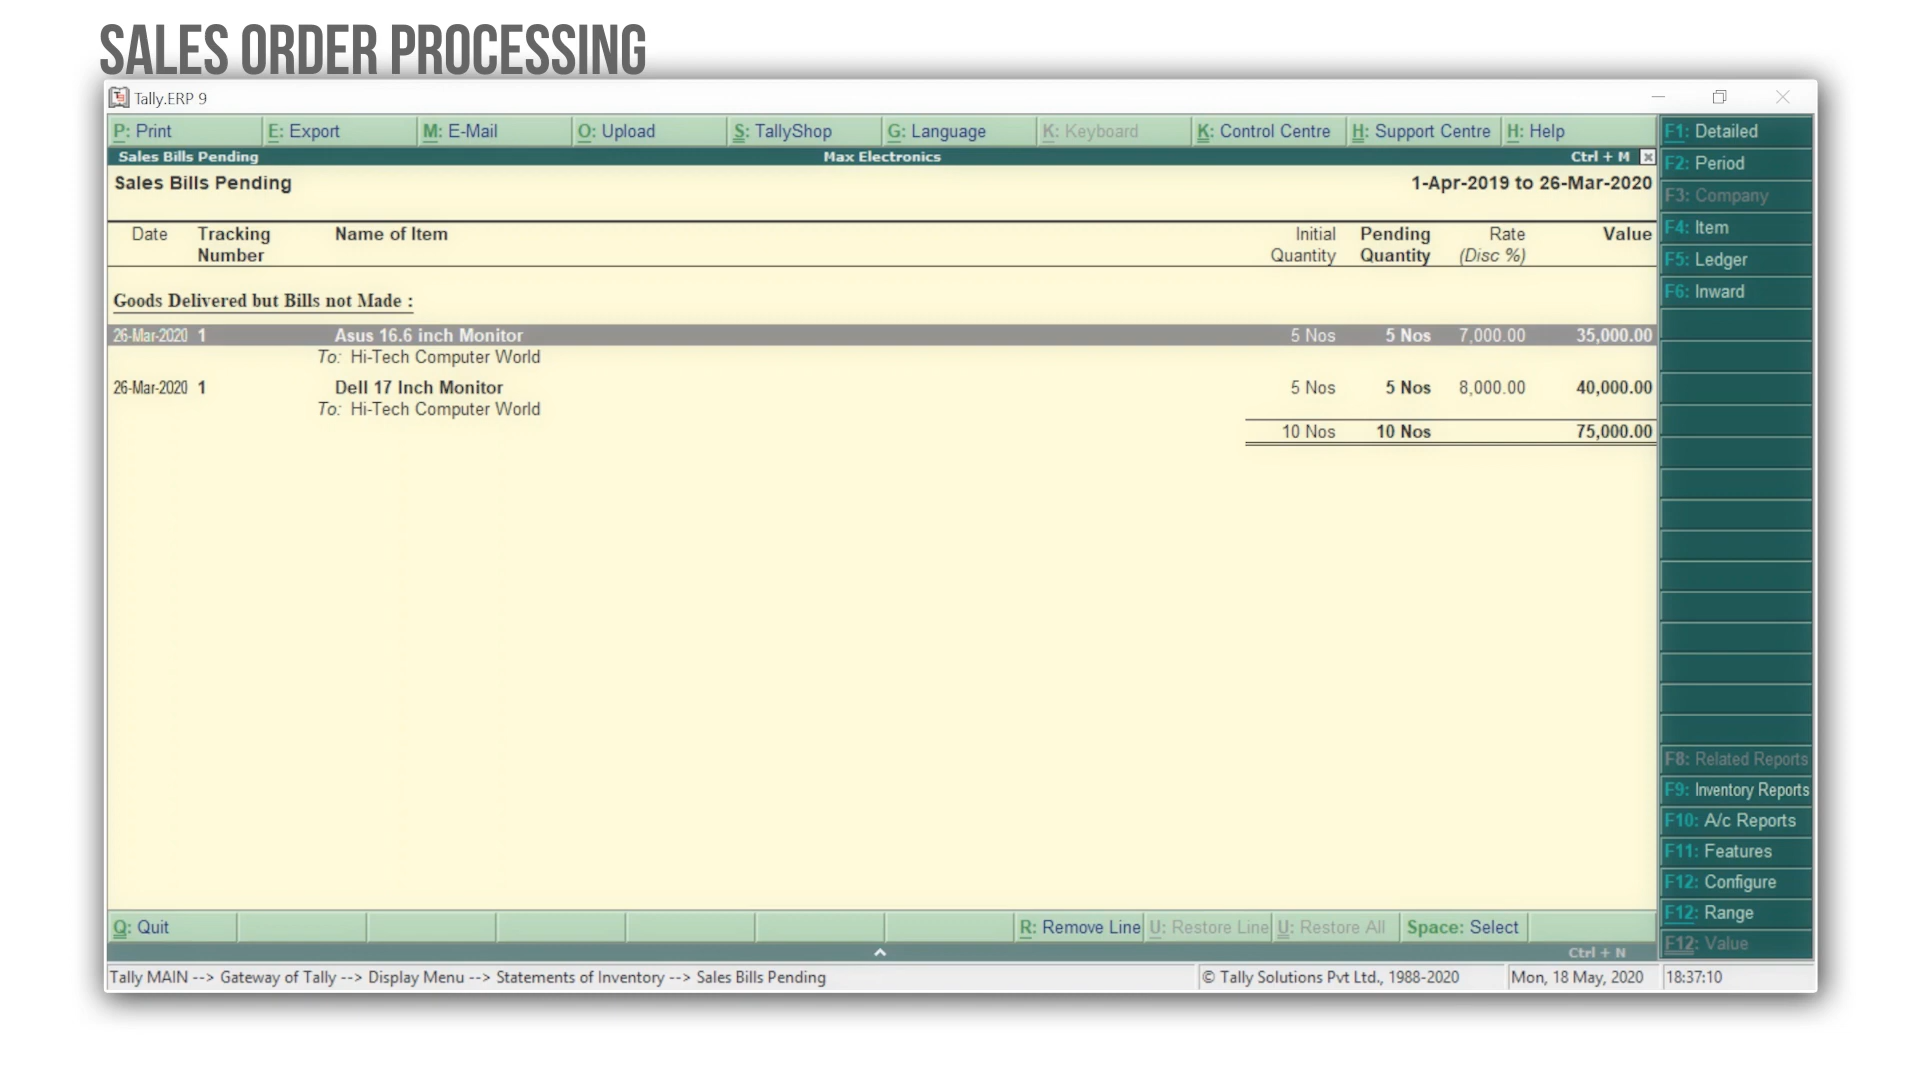 SALES ORDER PROCESSING
Tally.ERP 9
P: Print E: Export M: E-Mail O: Upload S: TallyShop G: Language K: Keyboard K: Control Centre H: Support Centre H: Help
Sales Bills Pending Max Electronics Ctrl + M
Sales Bills Pending 1-Apr-2019 to 26-Mar-2020
Date Tracking Name of Item Initial Pending Rate Value
Number Quantity Quantity (Disc %)
Goods Delivered but Bills not Made :
26-Mar-2020 1 Asus 16.6 inch Monitor 5 Nos 5 Nos 7,000.00 35,000.00
To: Hi-Tech Computer World
26-Mar-2020 1 Dell 17 Inch Monitor 5 Nos 5 Nos 8,000.00 40,000.00
To: Hi-Tech Computer World
10 Nos 10 Nos 75,000.00
F1: Detailed
F2: Period
F3: Company
F4: Item
F5: Ledger
F6: Inward
F8: Related Reports
F9: Inventory Reports
F10: A/c Reports
F11: Features
F12: Configure
F12: Range
F12: Value
Q: Quit R: Remove Line U: Restore Line U: Restore All Space: Select
Ctrl + N
Tally MAIN --> Gateway of Tally --> Display Menu --> Statements of Inventory --> Sales Bills Pending © Tally Solutions Pvt Ltd., 1988-2020 Mon, 18 May, 2020 18:37:10